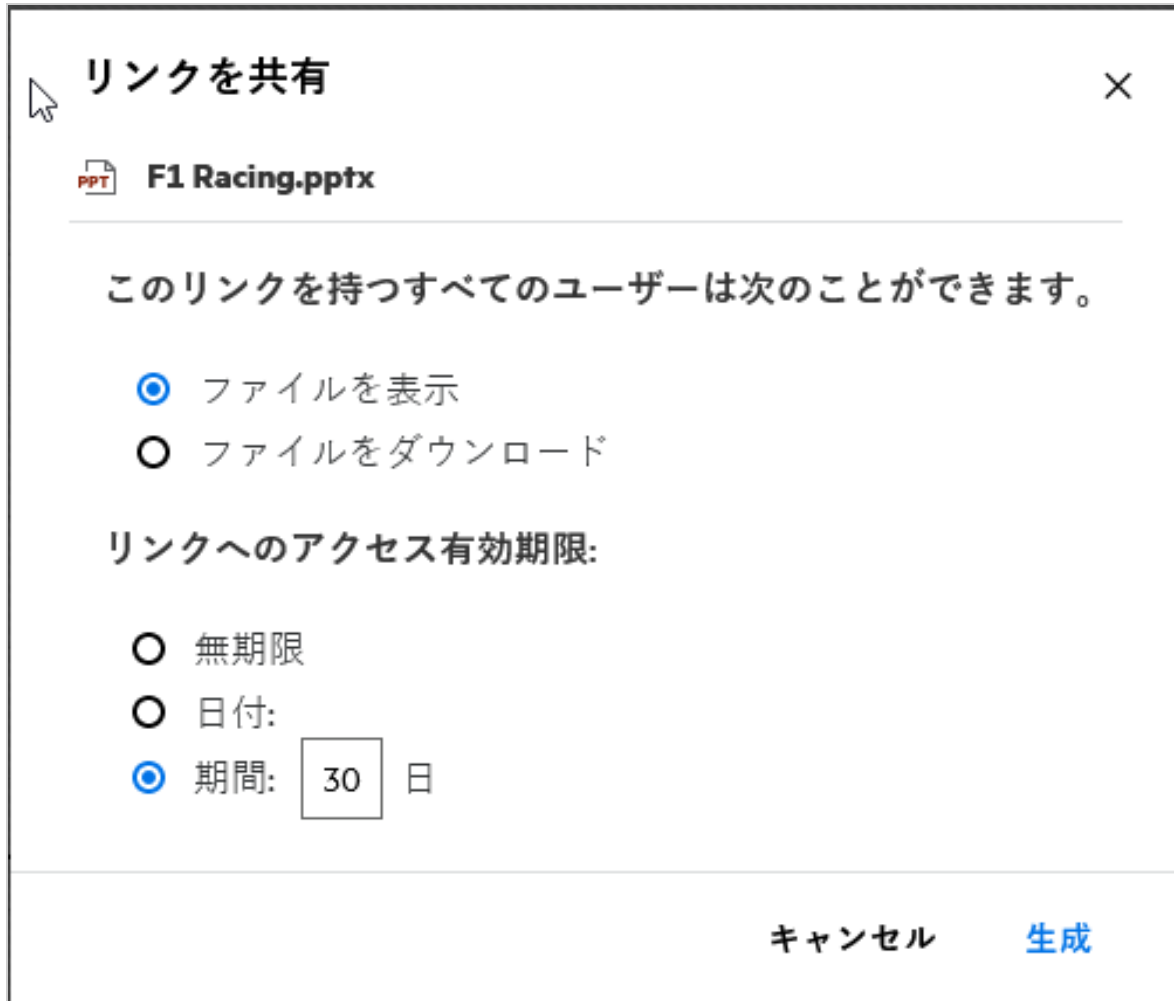 リンクを共有
PPT F1 Racing.pptx
このリンクを持つすべてのユーザーは次のことができます。
ファイルを表示
ファイルをダウンロード
リンクへのアクセス有効期限:
無期限
日付:
期間: 30 日
キャンセル 生成